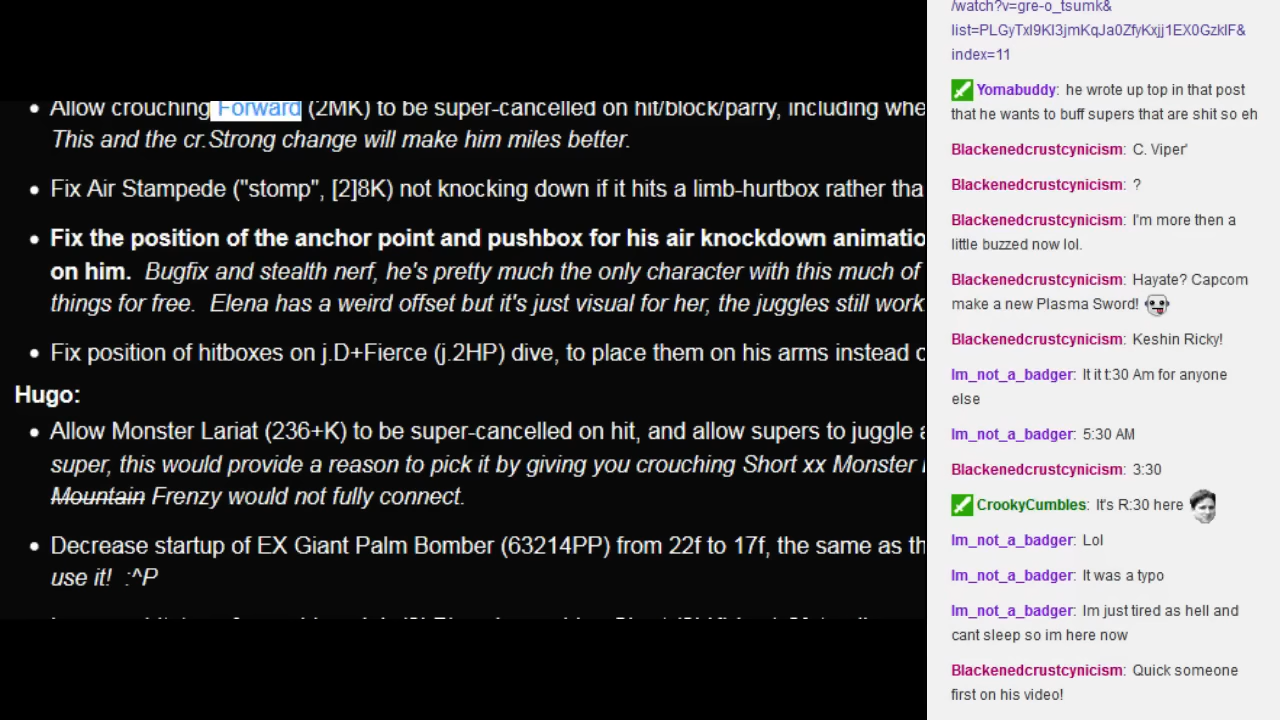 Allow crouching Forward (2MK) to be super-cancelled on hit/block/parry, including whe
This and the cr.Strong change will make him miles better.
Fix Air Stampede ("stomp", [2]8K) not knocking down if it hits a limb-hurtbox rather tha
Fix the position of the anchor point and pushbox for his air knockdown animatio
on him. Bugfix and stealth nerf, he's pretty much the only character with this much of
things for free. Elena has a weird offset but it's just visual for her, the juggles still work
Fix position of hitboxes on j.D+Fierce (j.2HP) dive, to place them on his arms instead o
Hugo:
Allow Monster Lariat (236+K) to be super-cancelled on hit, and allow supers to juggle a
super, this would provide a reason to pick it by giving you crouching Short xx Monster
Mountain Frenzy would not fully connect.
Decrease startup of EX Giant Palm Bomber (63214PP) from 22f to 17f, the same as th
use it! :^P
/watch?v=gre-o_tsumk&
list=PLGyTxI9KI3jmKqJa0ZfyKxjj1EX0GzkIF&
index=11
Yomabuddy: he wrote up top in that post
that he wants to buff supers that are shit so eh
Blackenedcrustcynicism: C. Viper'
Blackenedcrustcynicism: ?
Blackenedcrustcynicism: I'm more then a
little buzzed now lol.
Blackenedcrustcynicism: Hayate? Capcom
make a new Plasma Sword!
Blackenedcrustcynicism: Keshin Ricky!
Im_not_a_badger: It it t:30 Am for anyone
else
Im_not_a_badger: 5:30 AM
Blackenedcrustcynicism: 3:30
CrookyCumbles: It's R:30 here
Im_not_a_badger: Lol
Im_not_a_badger: It was a typo
Im_not_a_badger: Im just tired as hell and
cant sleep so im here now
Blackenedcrustcynicism: Quick someone
first on his video!